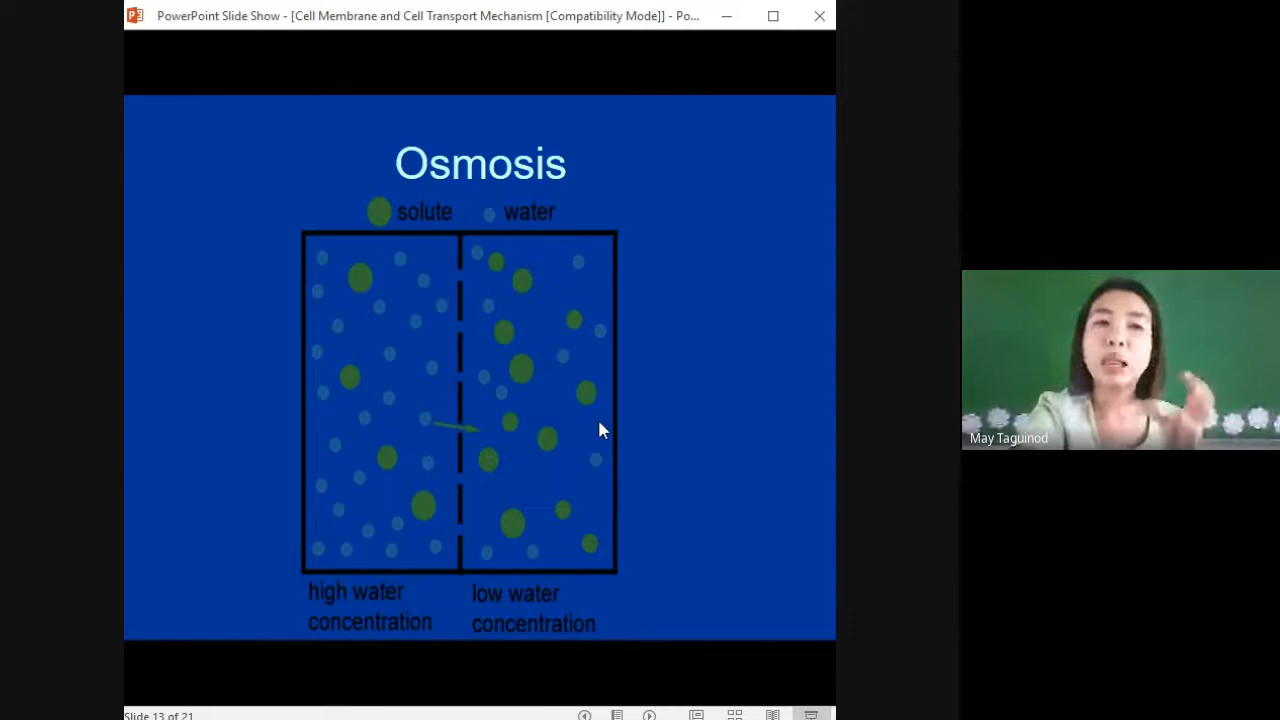 PowerPoint Slide Show - [Cell Membrane and Cell Transport Mechanism [Compatibility Mode]] - Po...
Osmosis
solute water
May Taguinod
high water low water
concentration concentration
Slide 13 of 21